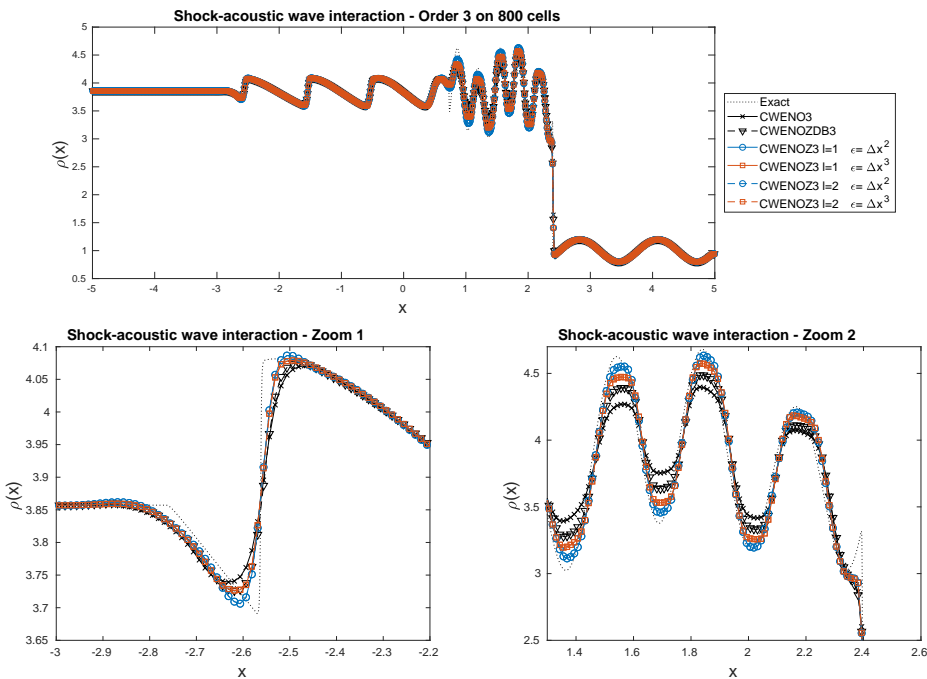 Shock-acoustic wave interaction - Order 3 on 800 cells
5
4.5
4
3.5
3
2.5
2
1.5
1
0.5
ρ(x)
-5 -4 -3 -2 -1 0 1 2 3 4 5
x
Exact
CWENO3
CWENOZDB3
CWENOZ3 l=1 ϵ= Δx²
CWENOZ3 l=1 ϵ= Δx³
CWENOZ3 l=2 ϵ= Δx²
CWENOZ3 l=2 ϵ= Δx³
Shock-acoustic wave interaction - Zoom 1
4.1
4.05
4
3.95
3.9
3.85
3.8
3.75
3.7
3.65
ρ(x)
-3 -2.9 -2.8 -2.7 -2.6 -2.5 -2.4 -2.3 -2.2
x
Shock-acoustic wave interaction - Zoom 2
4.5
4
3.5
3
2.5
ρ(x)
1.4 1.6 1.8 2 2.2 2.4 2.6
x